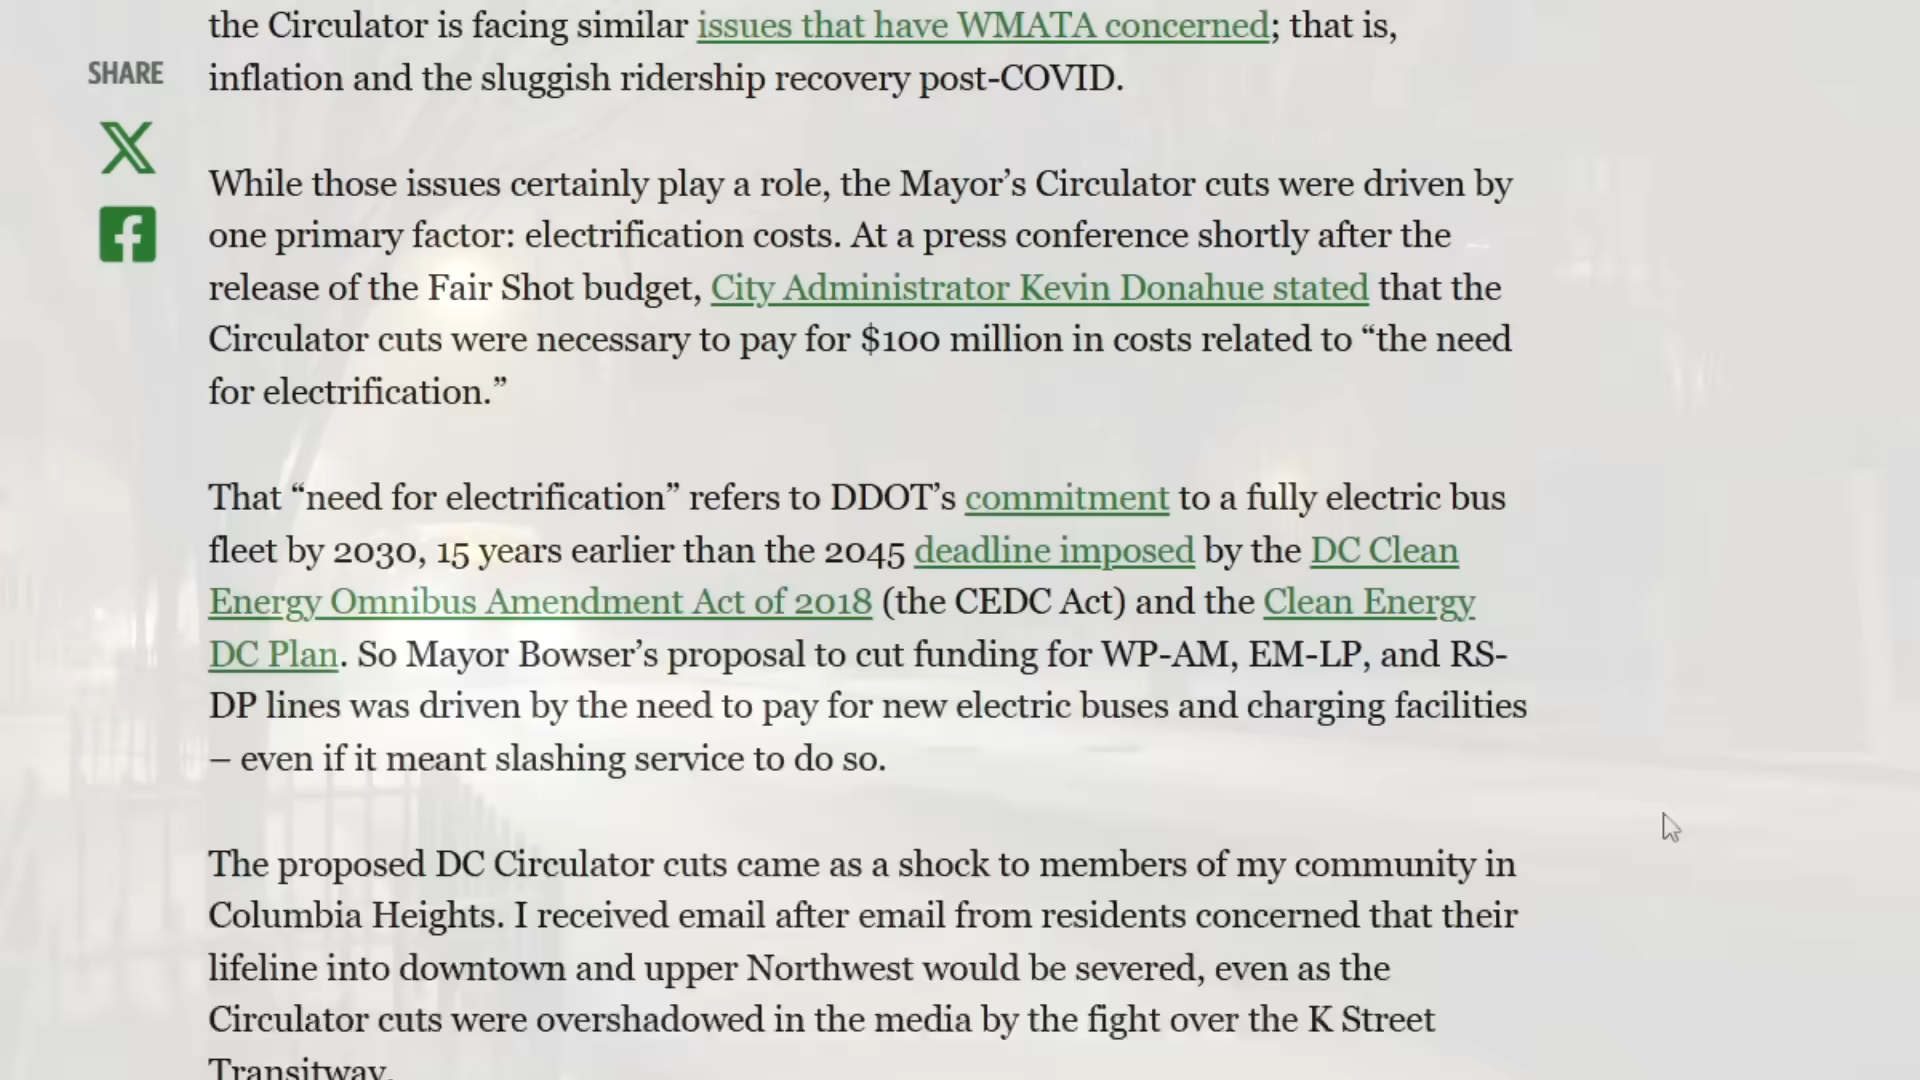 the Circulator is facing similar issues that have WMATA concerned; that is,
inflation and the sluggish ridership recovery post-COVID.
SHARE
While those issues certainly play a role, the Mayor’s Circulator cuts were driven by
one primary factor: electrification costs. At a press conference shortly after the
release of the Fair Shot budget, City Administrator Kevin Donahue stated that the
Circulator cuts were necessary to pay for $100 million in costs related to “the need
for electrification.”
That “need for electrification” refers to DDOT’s commitment to a fully electric bus
fleet by 2030, 15 years earlier than the 2045 deadline imposed by the DC Clean
Energy Omnibus Amendment Act of 2018 (the CEDC Act) and the Clean Energy
DC Plan. So Mayor Bowser’s proposal to cut funding for WP-AM, EM-LP, and RS-
DP lines was driven by the need to pay for new electric buses and charging facilities
– even if it meant slashing service to do so.
The proposed DC Circulator cuts came as a shock to members of my community in
Columbia Heights. I received email after email from residents concerned that their
lifeline into downtown and upper Northwest would be severed, even as the
Circulator cuts were overshadowed in the media by the fight over the K Street
Transitway.